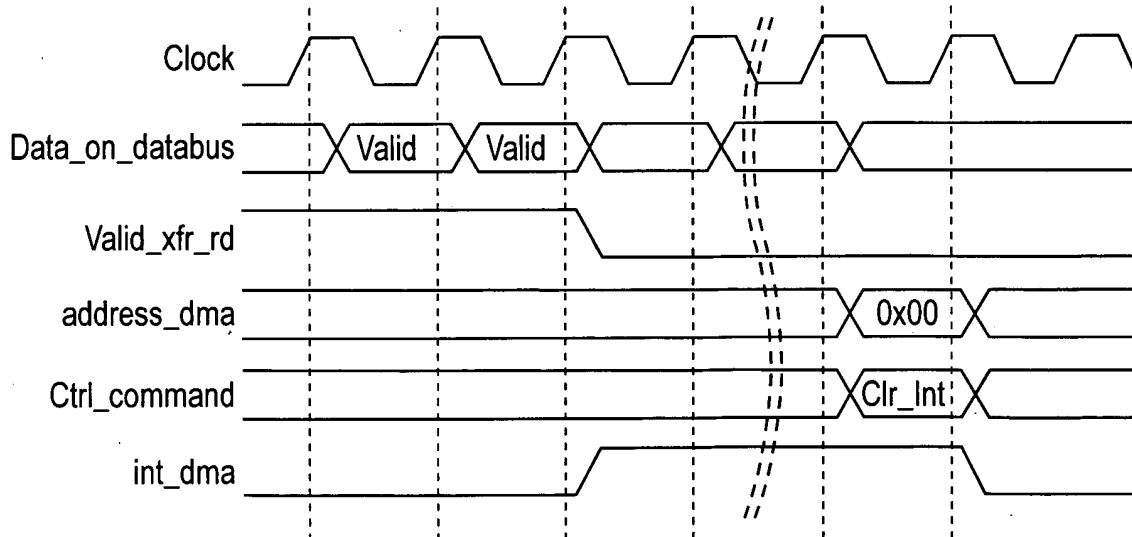 Clock
Data_on_databus Valid Valid
Valid_xfr_rd
address_dma 0x00
Ctrl_command Clr_Int
int_dma